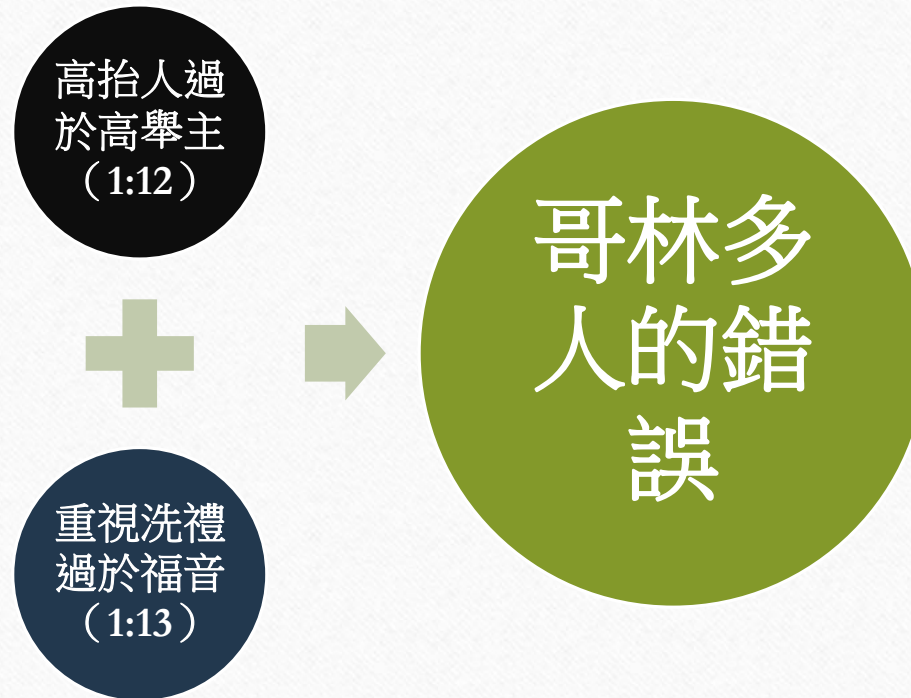 高抬人過
於高舉主
（1:12）
重視洗禮
過於福音
（1:13）
哥林多
人的錯
誤